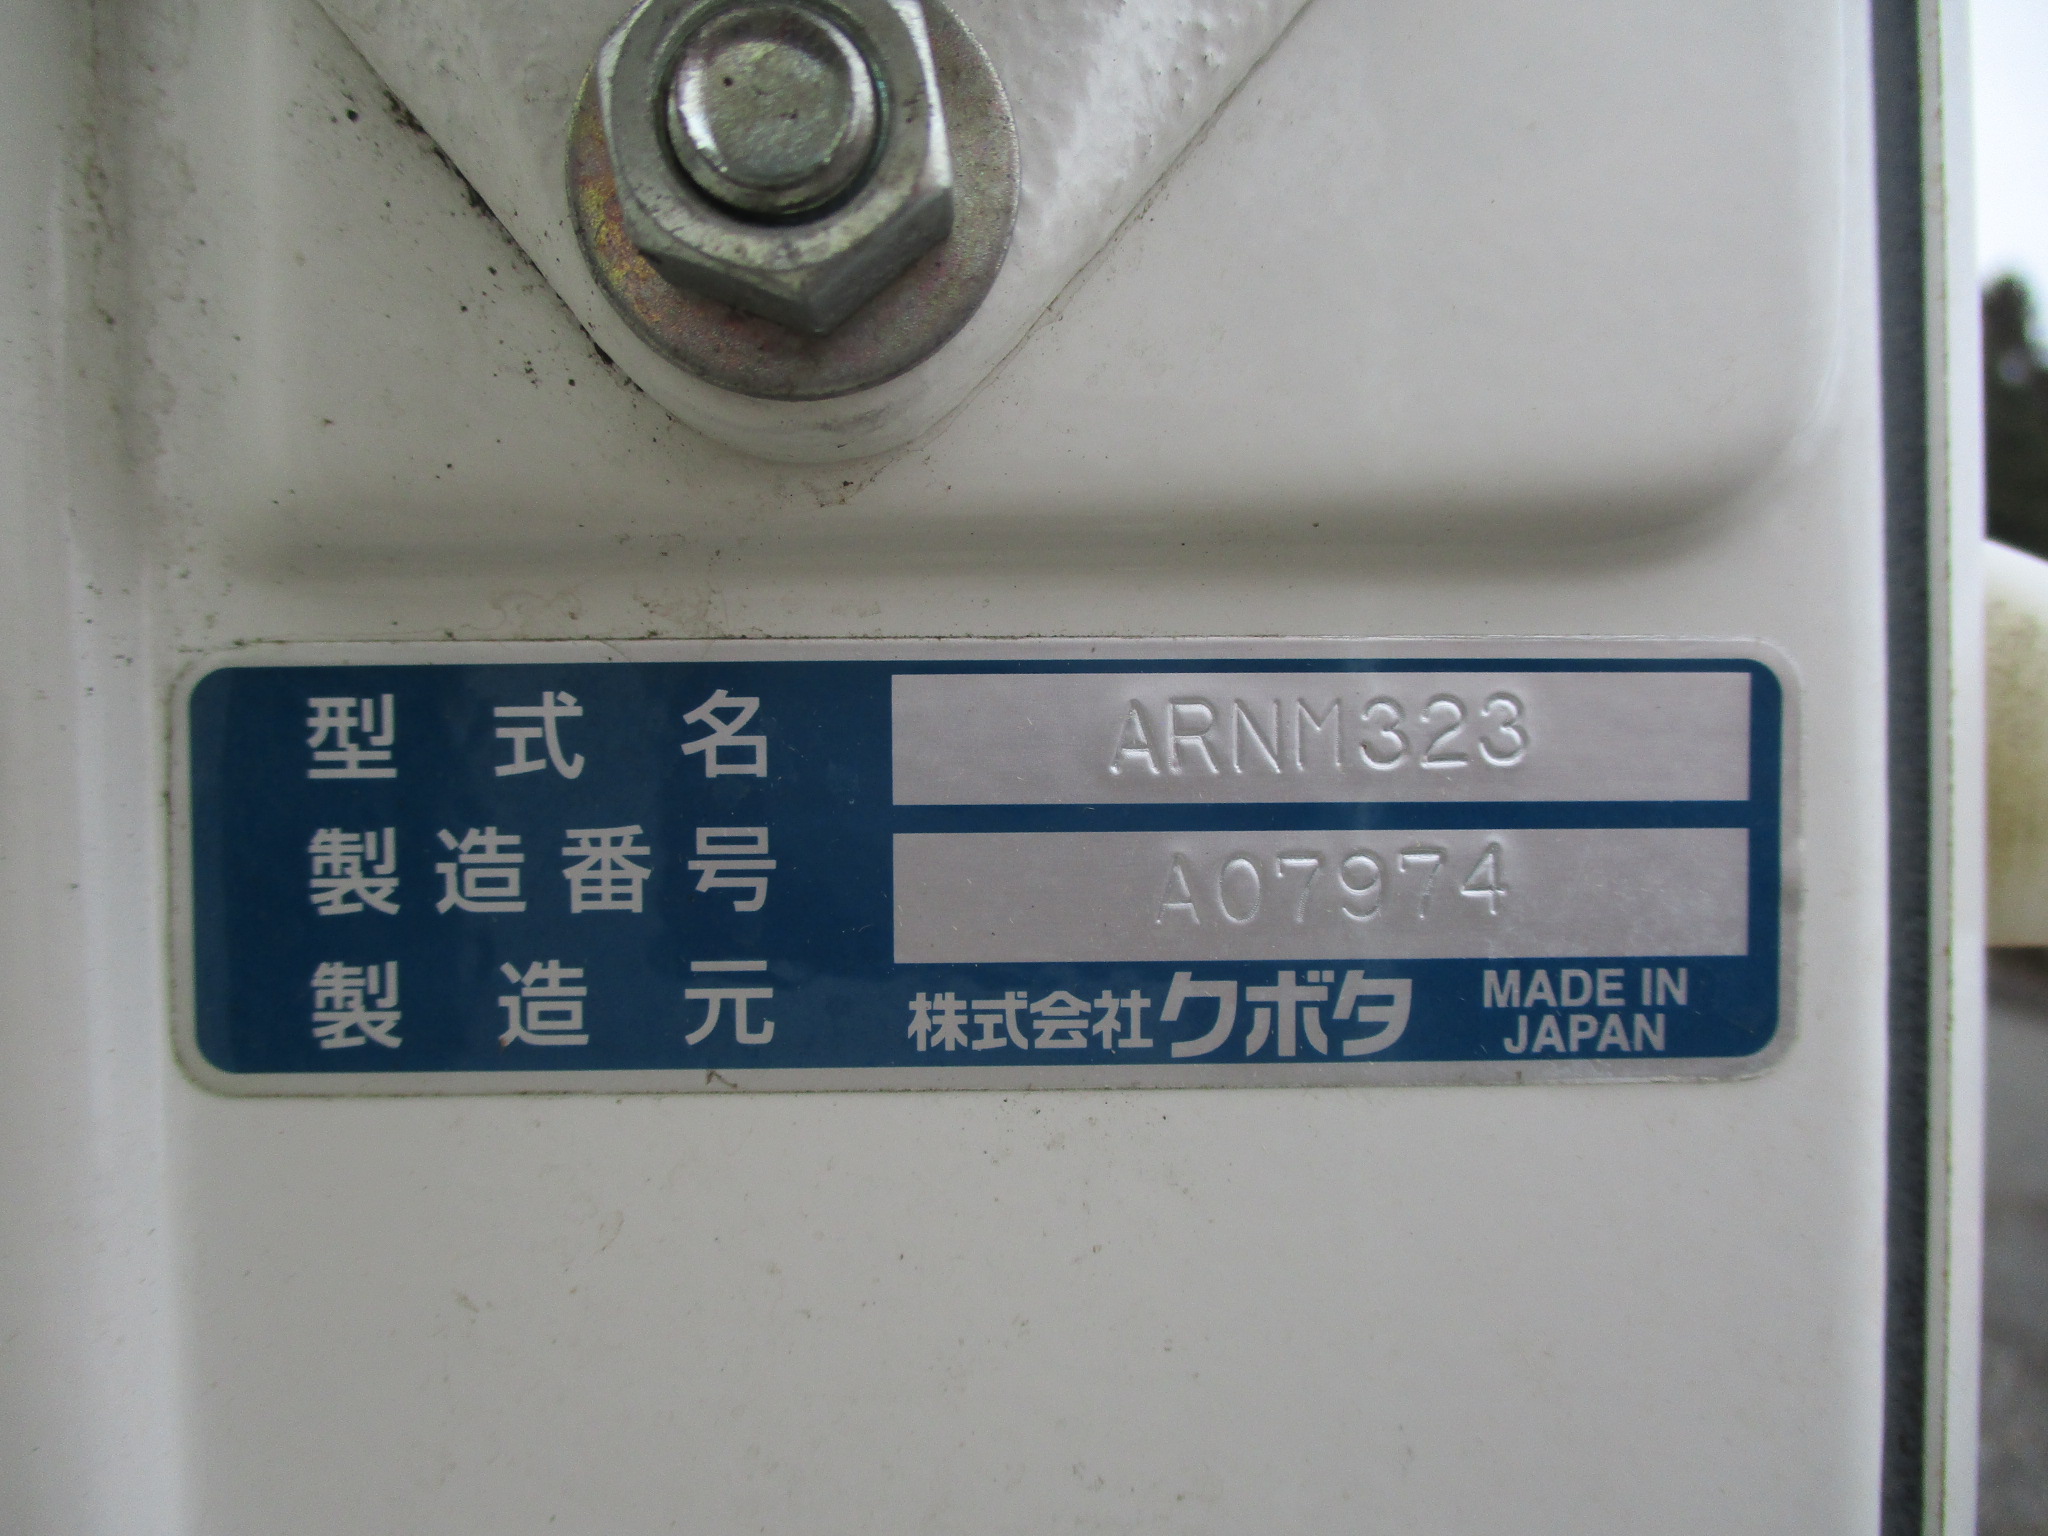 型式名 ARNM323
製造番号 A07974
製造元 株式会社クボタ MADE IN
JAPAN